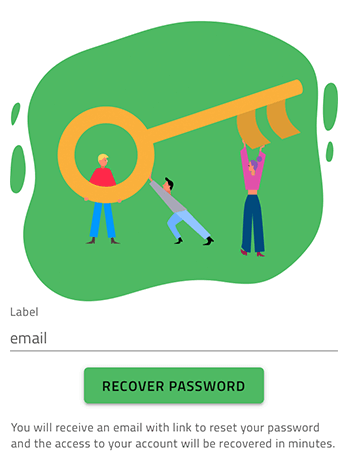 Label
email
RECOVER PASSWORD
You will receive an email with link to reset your password
and the access to your account will be recovered in minutes.